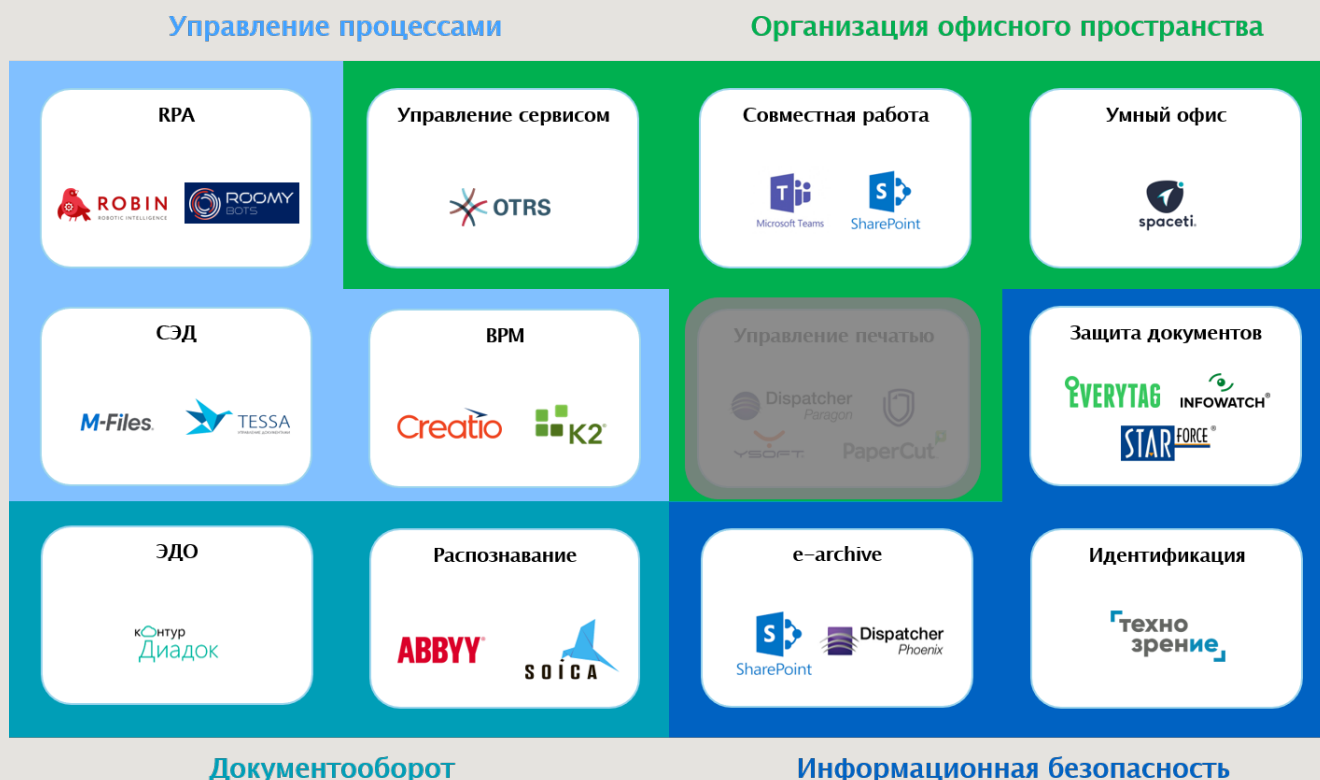 Управление процессами
Организация офисного пространства
RPA
ROBIN
ROBOTIC INTELLIGENCE
ROOMY
BOTS
Управление сервисом
OTRS
Совместная работа
Microsoft Teams
SharePoint
Умный офис
spaceti.
СЭД
M-Files.
TESSA
УПРАВЛЕНИЕ ДОКУМЕНТАМИ
BPM
Creatio
K2
Управление печатью
Dispatcher
Paragon
YSOFT.
PaperCut
Защита документов
EVERYTAG
INFOWATCH®
STARFORCE®
ЭДО
контур
Диадок
Распознавание
ABBYY®
SOICA
e-archive
SharePoint
Dispatcher
Phoenix
Идентификация
техно
зрение
Документооборот
Информационная безопасность